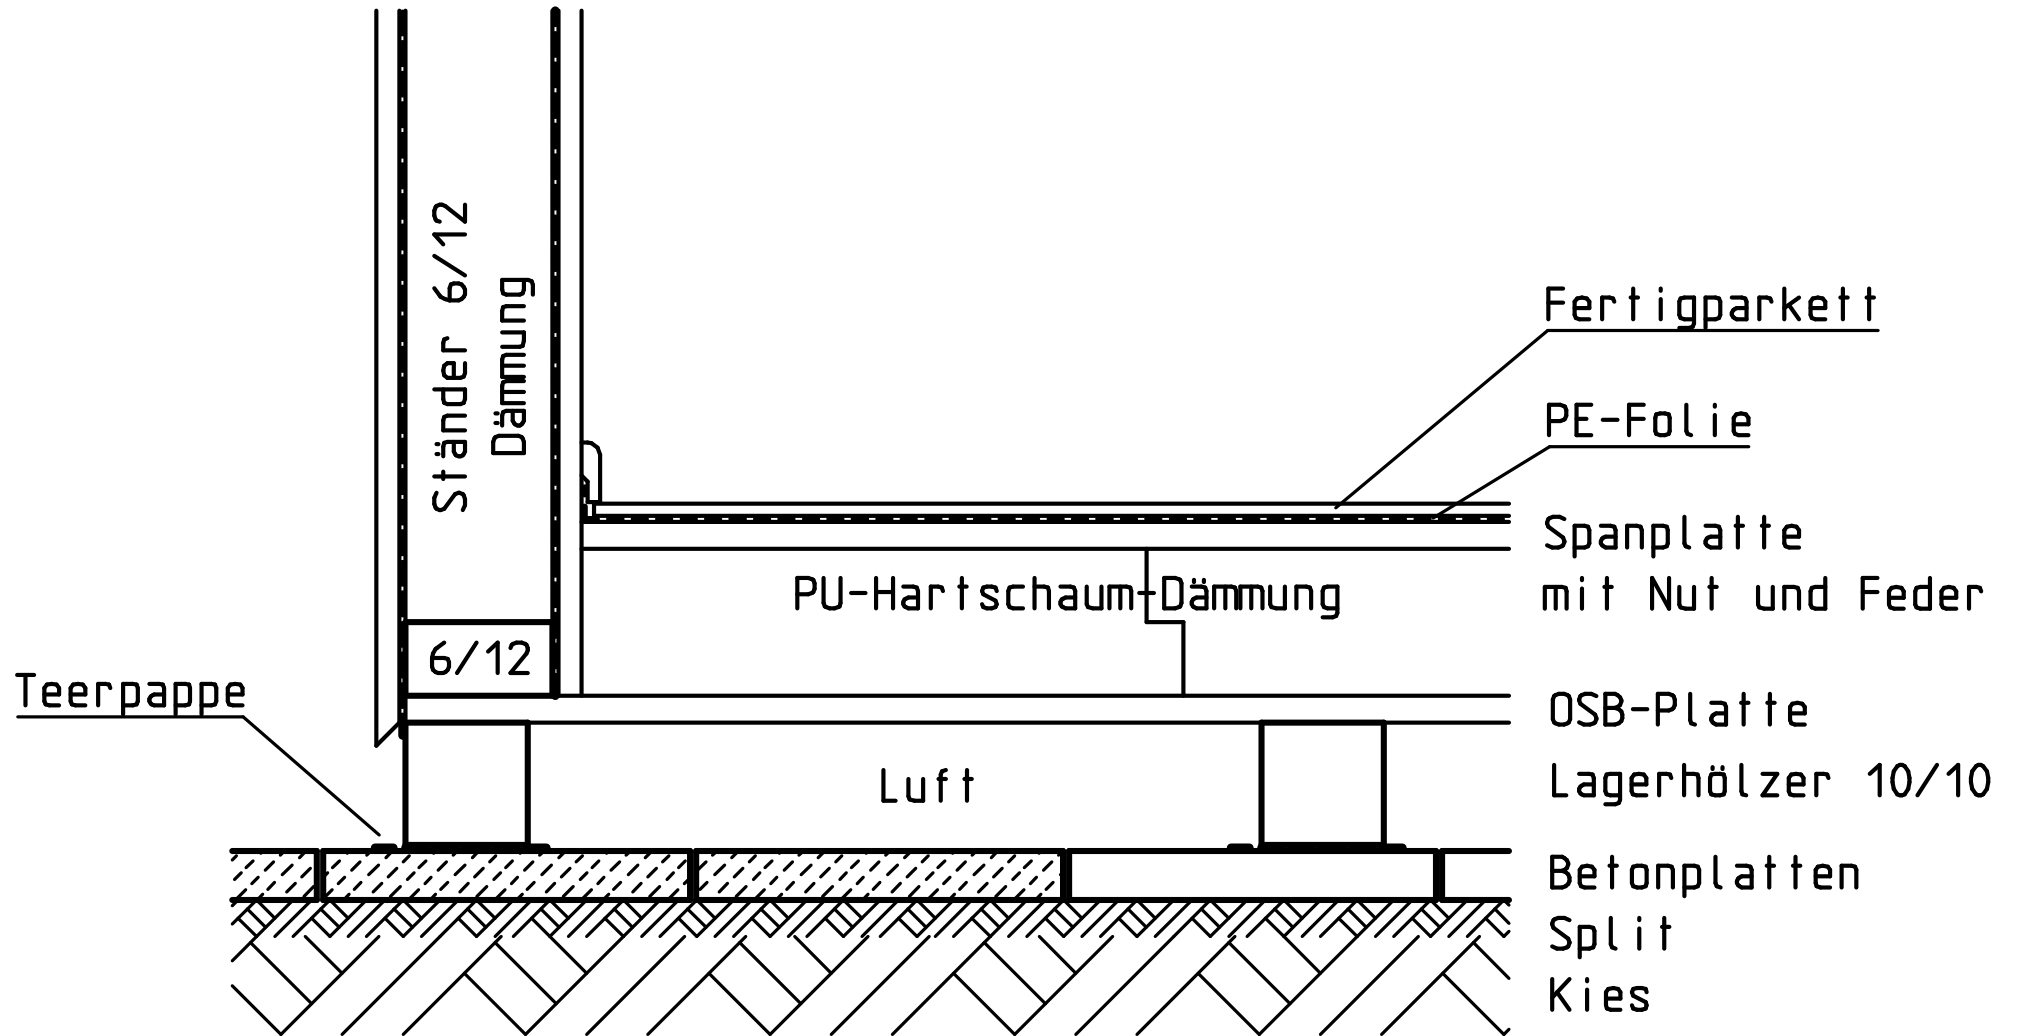 Ständer 6/12
Dämmung
Fertigparkett
PE-Folie
Spanplatte
mit Nut und Feder
PU-Hartschaum-Dämmung
6/12
Teerpappe
OSB-Platte
Luft
Lagerhölzer 10/10
Betonplatten
Split
Kies